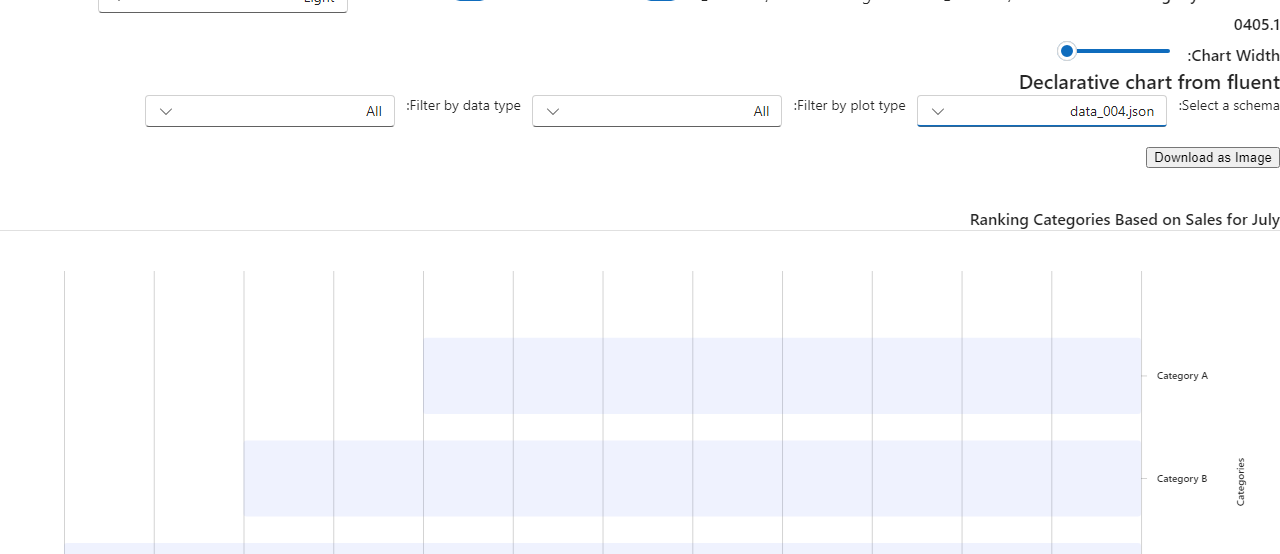 Light
0405.1
:Chart Width
Declarative chart from fluent
:Select a schema
data_004.json
:Filter by plot type
All
:Filter by data type
All
Download as Image
Ranking Categories Based on Sales for July
Category A
Category B
Categories